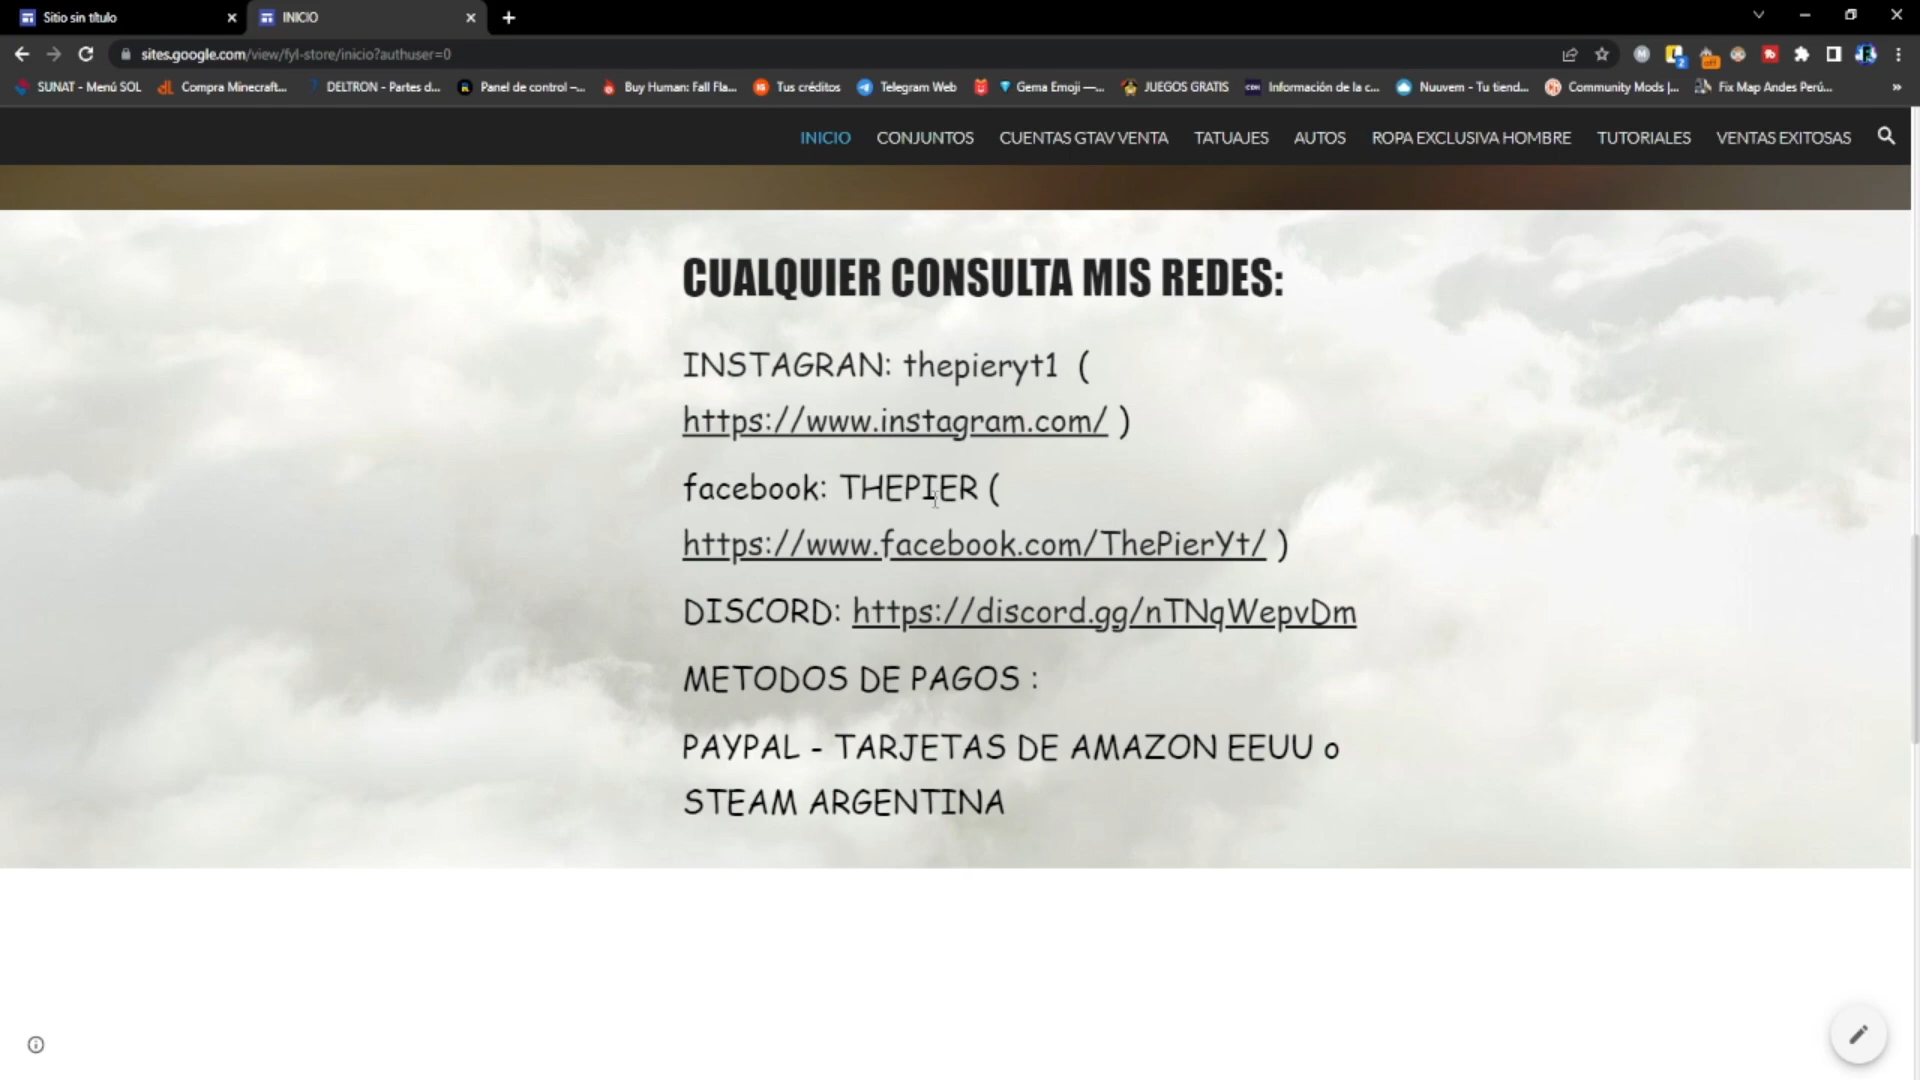 Sitio sin título
INICIO
sites.google.com/view/fyl-store/inicio?authuser=0
SUNAT - Menú SOL
Compra Minecraft...
DELTRON - Partes d...
Panel de control –...
Buy Human: Fall Fla...
Tus créditos
Telegram Web
Gema Emoji —...
JUEGOS GRATIS
Información de la c...
Nuuvem - Tu tiend...
Community Mods |...
Fix Map Andes Perú...
INICIO
CONJUNTOS
CUENTAS GTAV VENTA
TATUAJES
AUTOS
ROPA EXCLUSIVA HOMBRE
TUTORIALES
VENTAS EXITOSAS
CUALQUIER CONSULTA MIS REDES:
INSTAGRAN: thepieryt1 (
https://www.instagram.com/ )
facebook: THEPIER (
https://www.facebook.com/ThePierYt/ )
DISCORD: https://discord.gg/nTNqWepvDm
METODOS DE PAGOS :
PAYPAL - TARJETAS DE AMAZON EEUU o
STEAM ARGENTINA